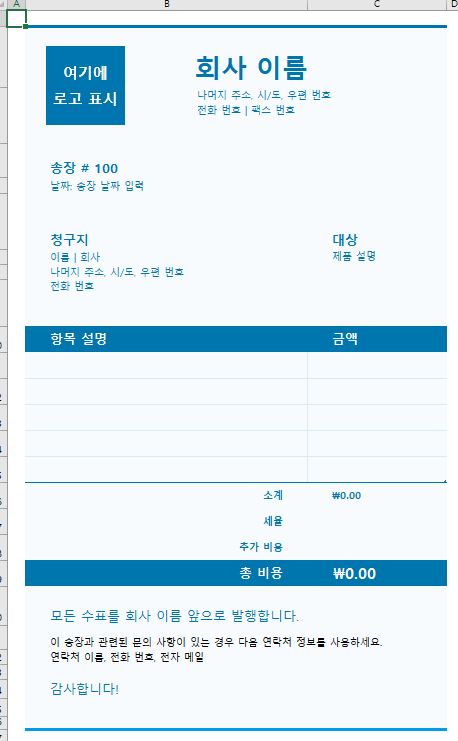 A B C D
여기에
로고 표시
회사 이름
나머지 주소, 시/도, 우편 번호
전화 번호 | 팩스 번호
송장 # 100
날짜: 송장 날짜 입력
청구지 대상
이름 | 회사 제품 설명
나머지 주소, 시/도, 우편 번호
전화 번호
항목 설명 금액
소계 ₩0.00
세율
추가 비용
총 비용 ₩0.00
모든 수표를 회사 이름 앞으로 발행합니다.
이 송장과 관련된 문의 사항이 있는 경우 다음 연락처 정보를 사용하세요.
연락처 이름, 전화 번호, 전자 메일
감사합니다!